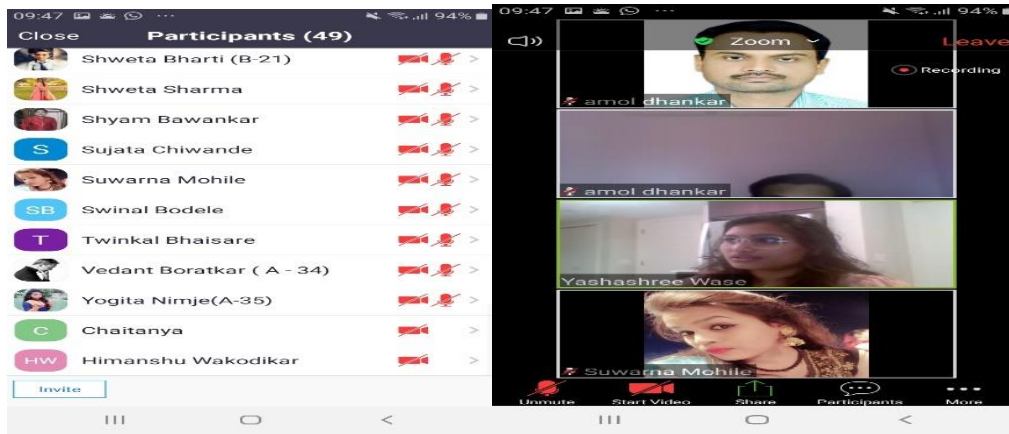 09:47 94%
Close Participants (49)
Shweta Bharti (B-21)
Shweta Sharma
Shyam Bawankar
S Sujata Chiwande
Suwarna Mohile
SB Swinal Bodele
T Twinkal Bhaisare
Vedant Boratkar ( A - 34)
Yogita Nimje(A-35)
C Chaitanya
HW Himanshu Wakodikar
Invite
09:47 94%
Zoom Leave
Recording
amol dhankar
amol dhankar
Yashashree Wase
Suwarna Mohile
Unmute Start Video Share Participants More